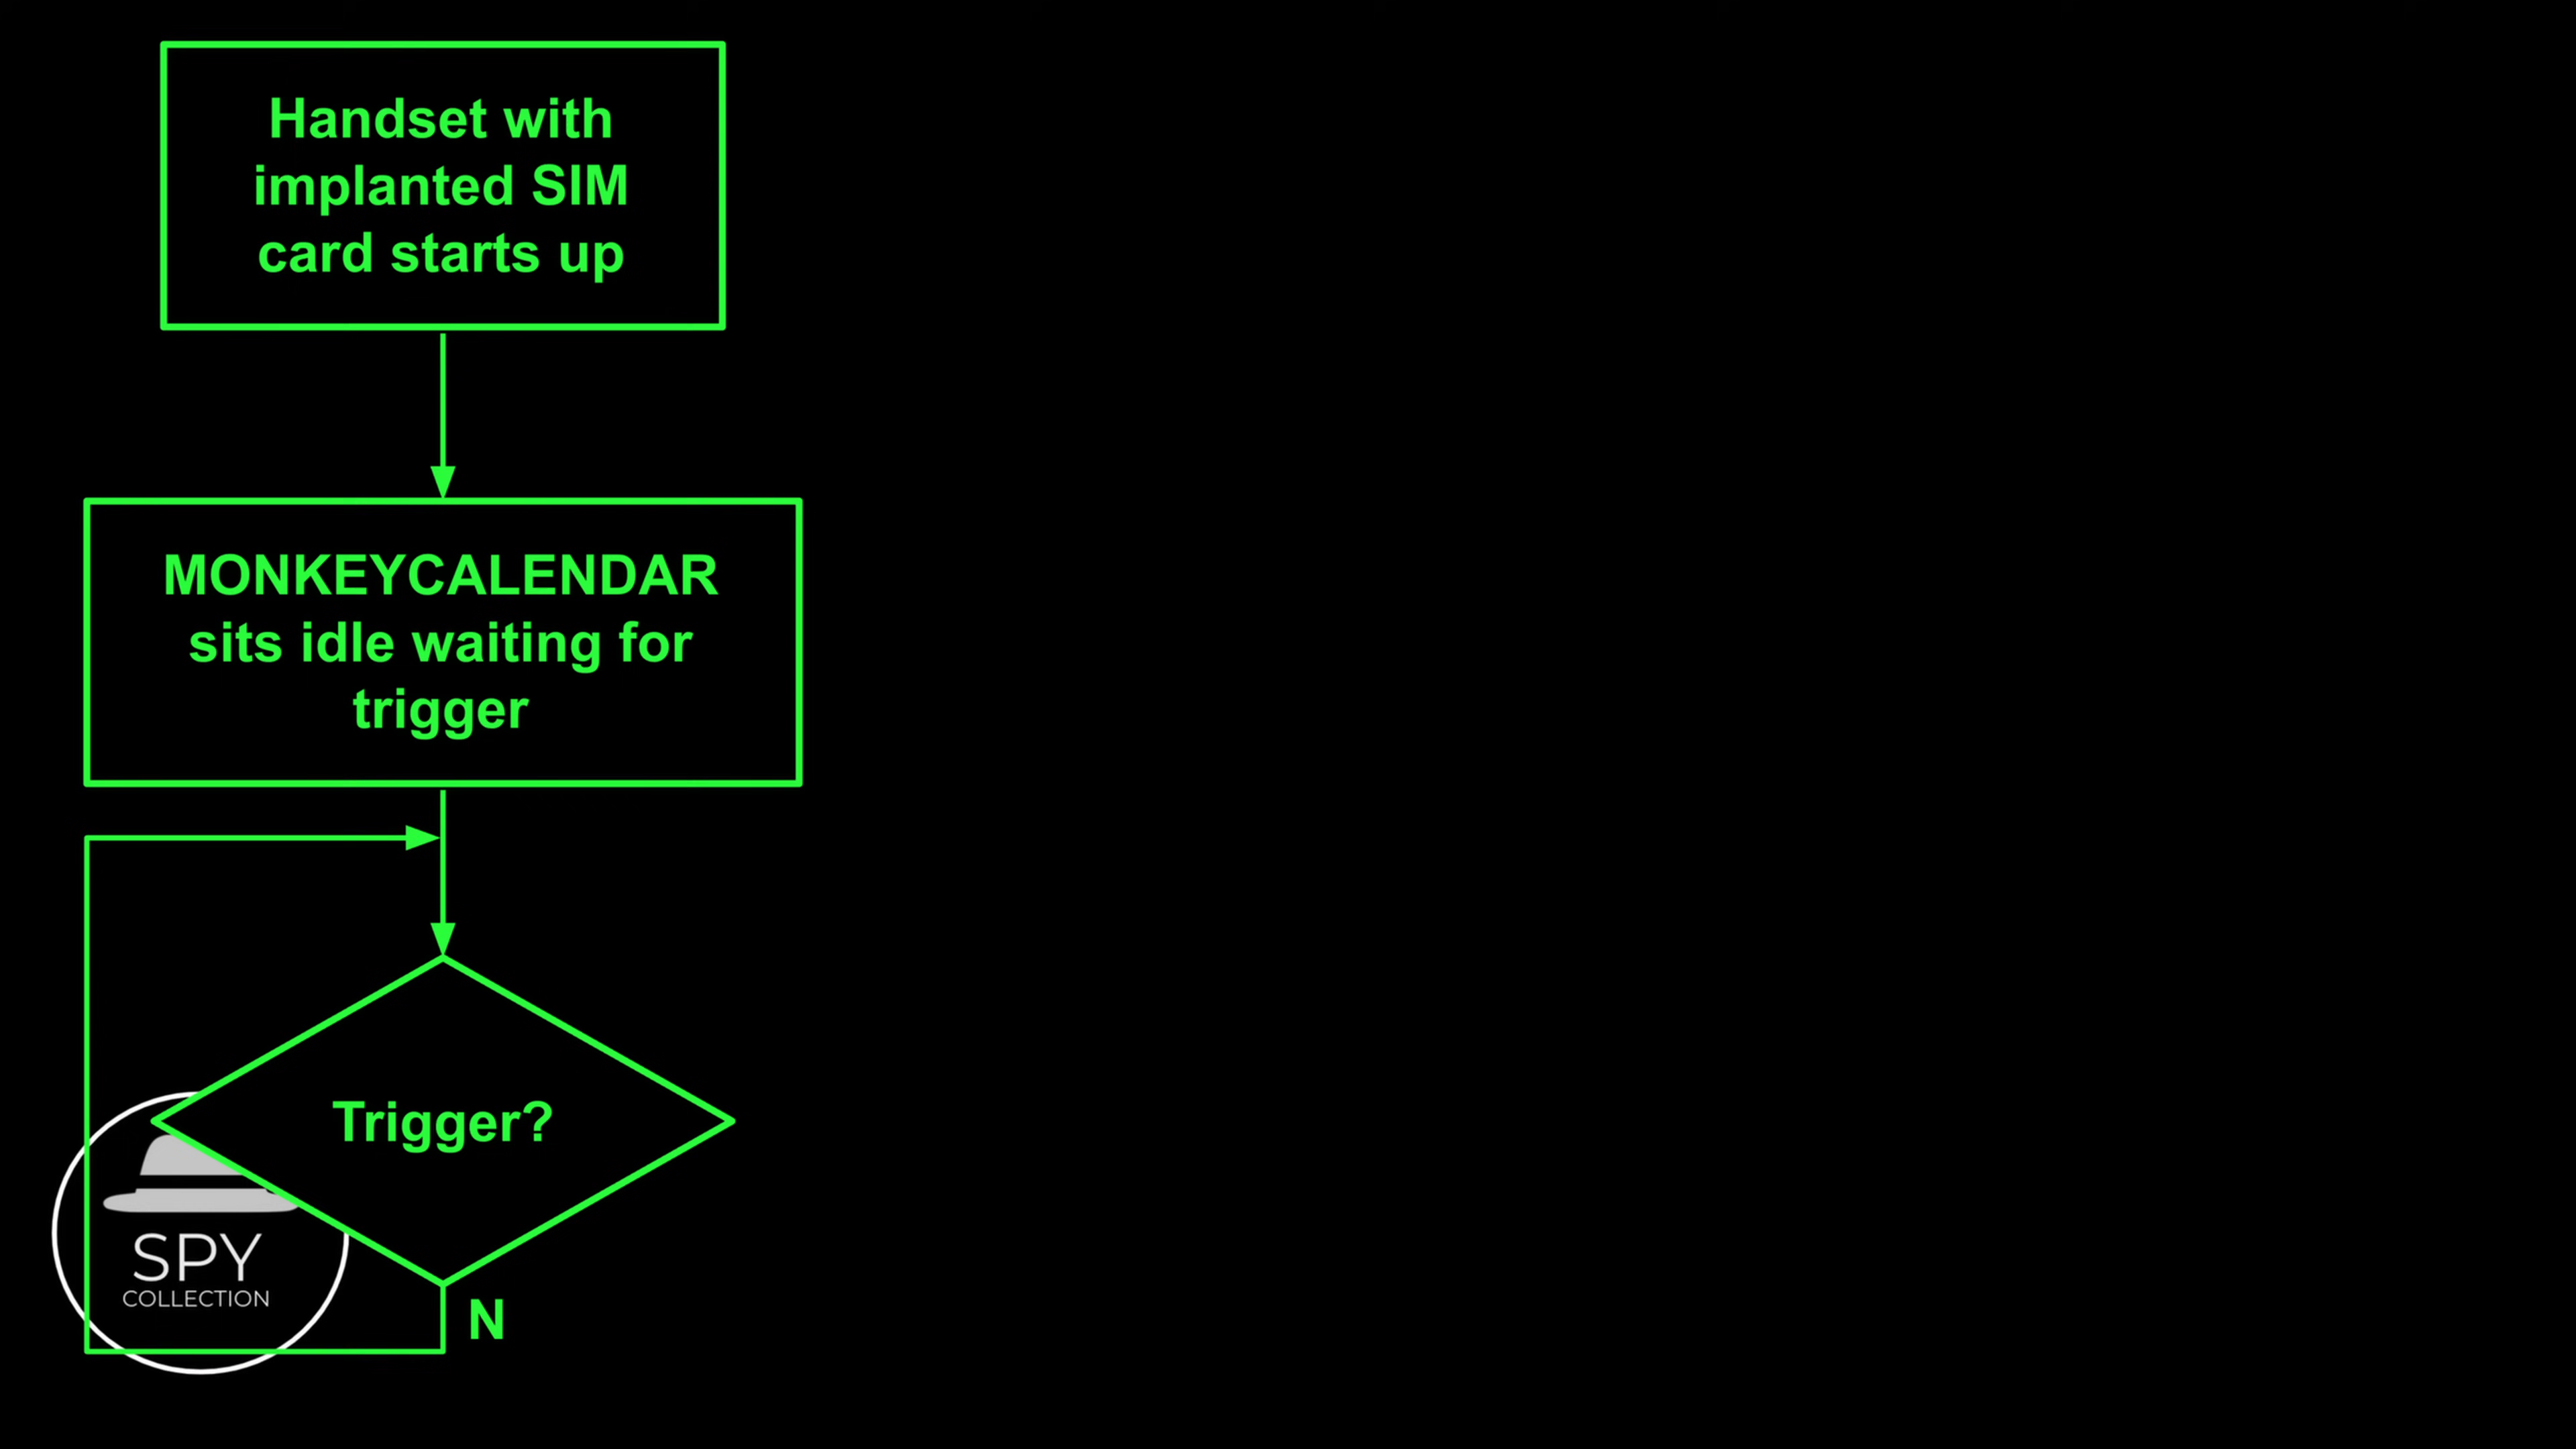 Handset with
implanted SIM
card starts up
MONKEYCALENDAR
sits idle waiting for
trigger
Trigger?
N
SPY
COLLECTION